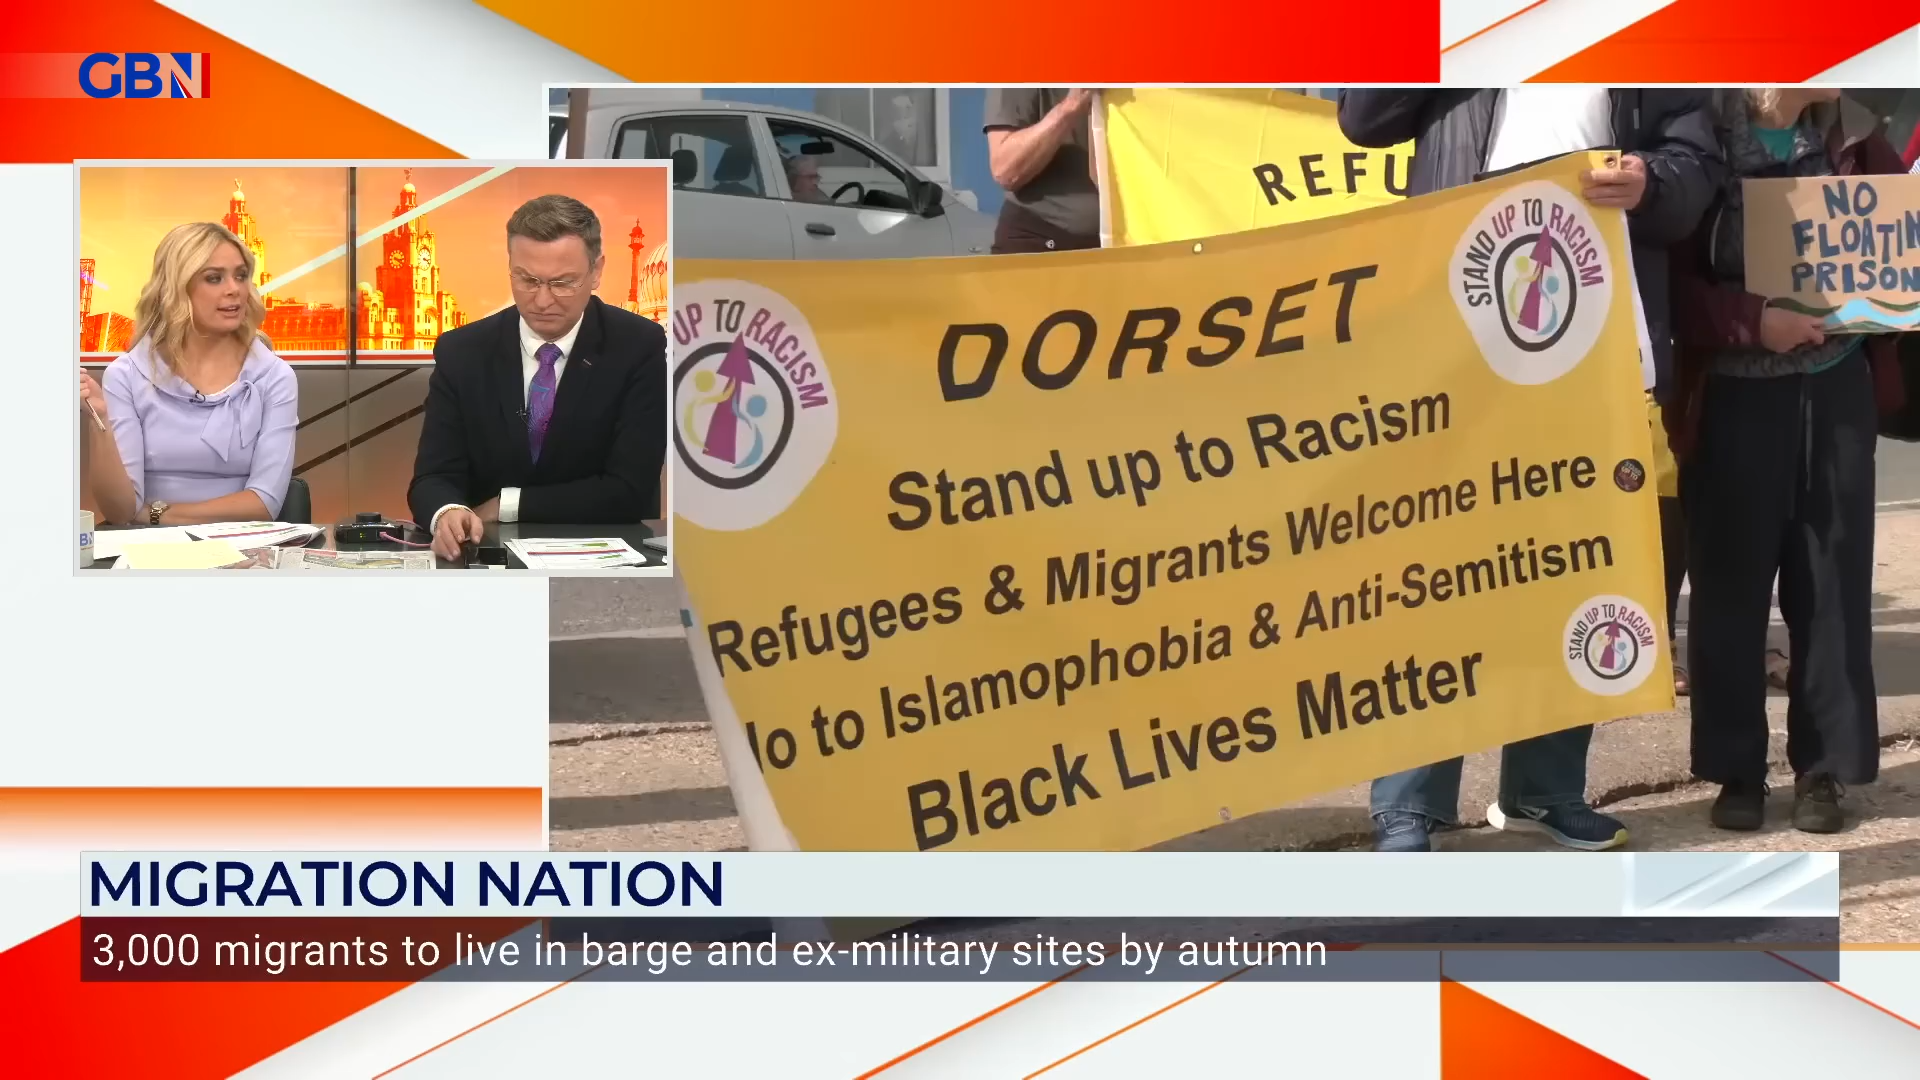 GBN
REFU
NO
FLOATIN
PRISON
DORSET
STAND UP TO RACISM
UP TO RACISM
Stand up to Racism
Refugees & Migrants Welcome Here
No to Islamophobia & Anti-Semitism
Black Lives Matter
STAND UP TO RACISM
MIGRATION NATION
3,000 migrants to live in barge and ex-military sites by autumn